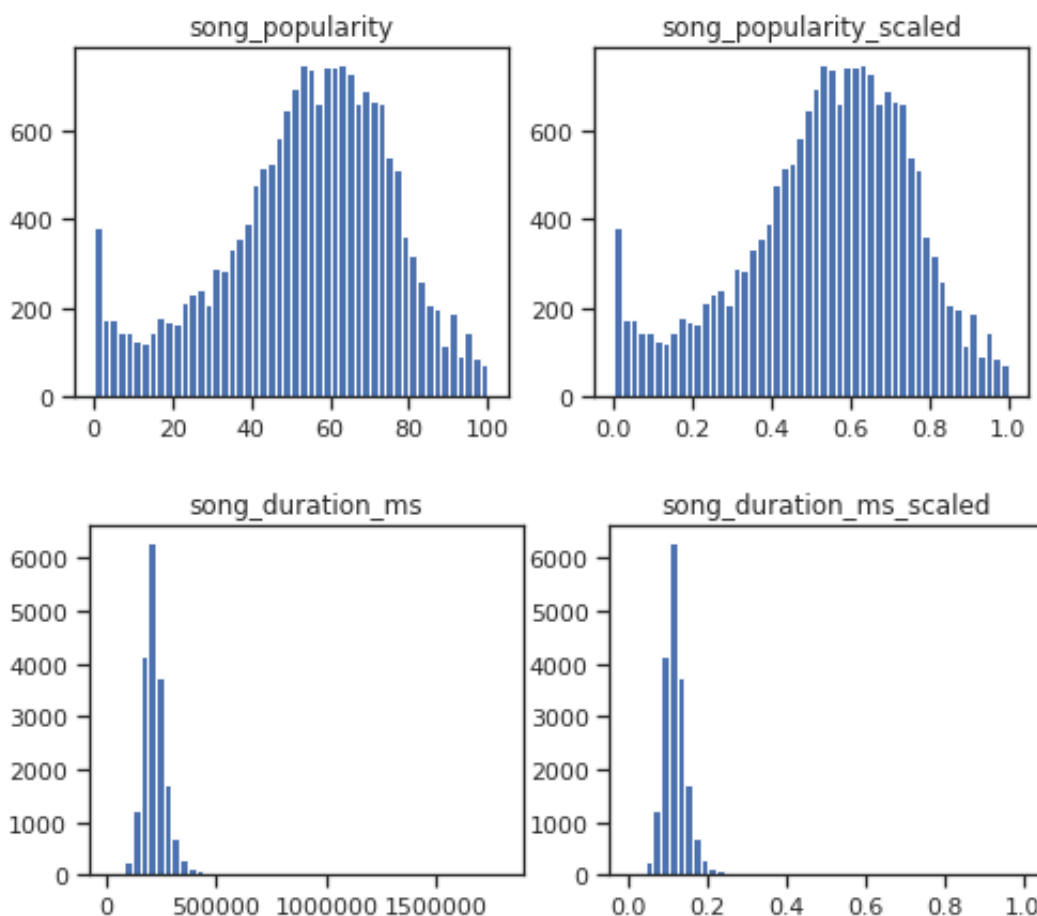 song_popularity
song_popularity_scaled
600
400
200
0
0 20 40 60 80 100
600
400
200
0
0.0 0.2 0.4 0.6 0.8 1.0
song_duration_ms
song_duration_ms_scaled
6000
5000
4000
3000
2000
1000
0
0 500000 1000000 1500000
6000
5000
4000
3000
2000
1000
0
0.0 0.2 0.4 0.6 0.8 1.0